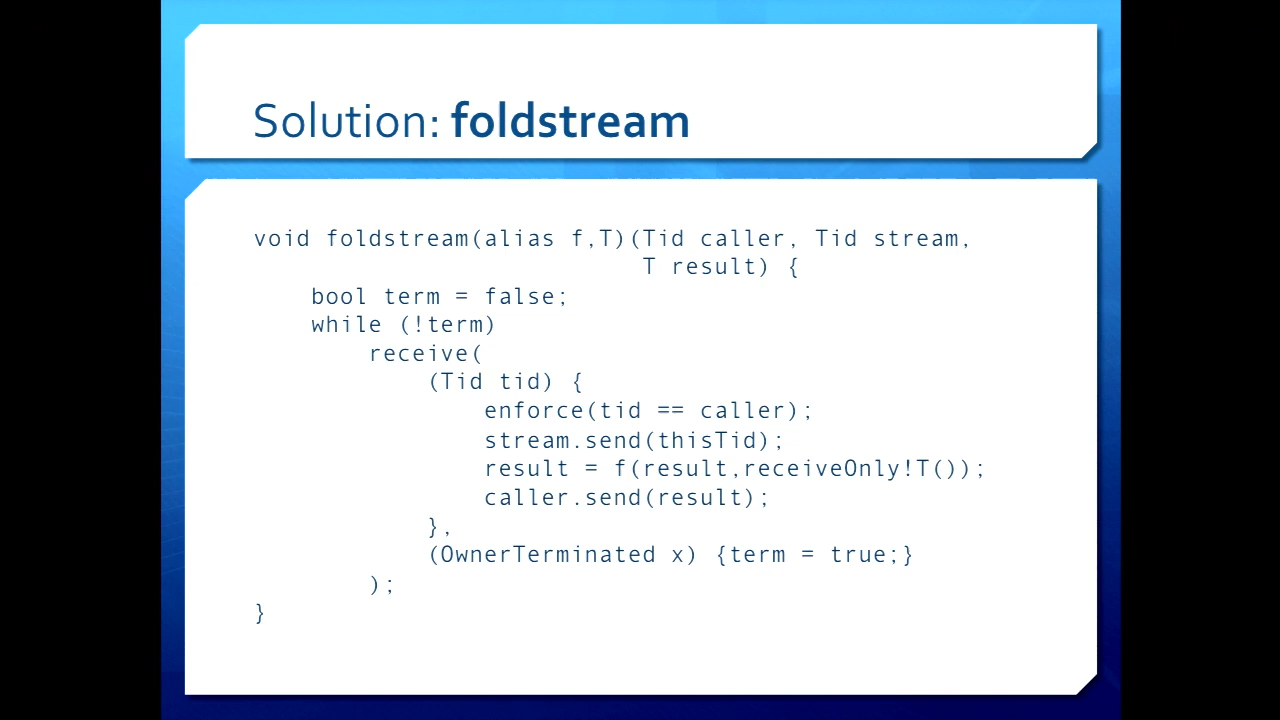 Solution: foldstream
void foldstream(alias f,T)(Tid caller, Tid stream,
T result) {
bool term = false;
while (!term)
receive(
(Tid tid) {
enforce(tid == caller);
stream.send(thisTid);
result = f(result,receiveOnly!T());
caller.send(result);
},
(OwnerTerminated x) {term = true;}
);
}